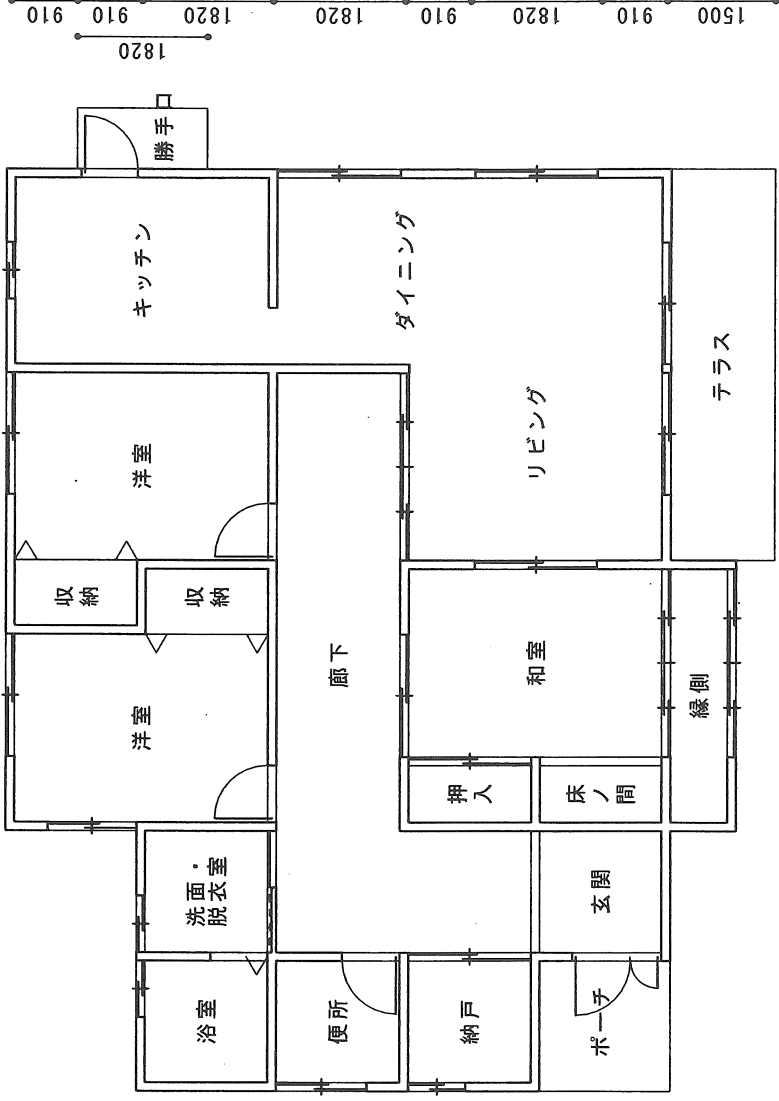 910
910
1820
1820
910
1820
910
1500
1820
勝手口
キッチン
ダイニング
リビング
テラス
洋室
収
納
収
納
洋室
廊下
和室
縁側
押
入
床
ノ
間
洗面・
脱衣室
玄関
浴室
便所
納戸
ポーチ